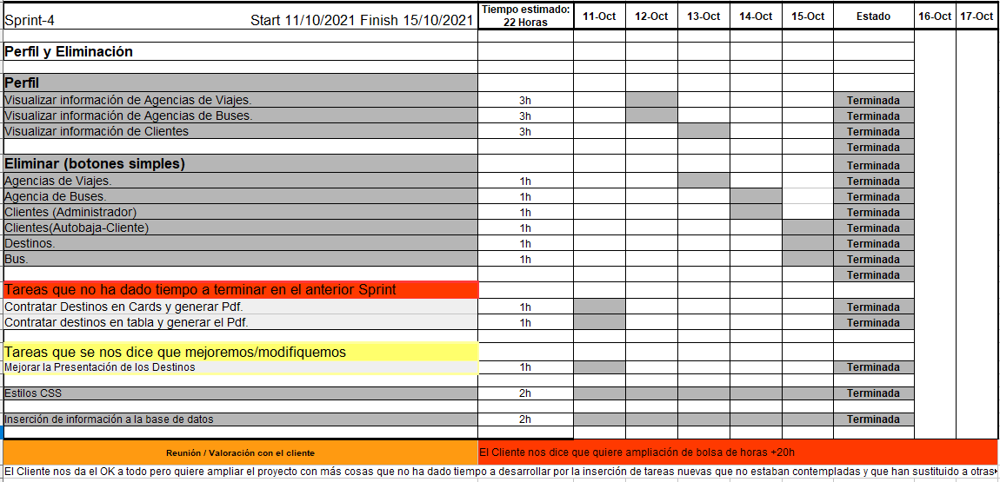 Sprint-4 Start 11/10/2021 Finish 15/10/2021 Tiempo estimado: 22 Horas 11-Oct 12-Oct 13-Oct 14-Oct 15-Oct Estado 16-Oct 17-Oct
Perfil y Eliminación
Perfil
Visualizar información de Agencias de Viajes. 3h Terminada
Visualizar información de Agencias de Buses. 3h Terminada
Visualizar información de Clientes 3h Terminada
Terminada
Eliminar (botones simples) Terminada
Agencias de Viajes. 1h Terminada
Agencia de Buses. 1h Terminada
Clientes (Administrador) 1h Terminada
Clientes(Autobaja-Cliente) 1h Terminada
Destinos. 1h Terminada
Bus. 1h Terminada
Terminada
Tareas que no ha dado tiempo a terminar en el anterior Sprint
Contratar Destinos en Cards y generar Pdf. 1h Terminada
Contratar destinos en tabla y generar el Pdf. 1h Terminada
Tareas que se nos dice que mejoremos/modifiquemos
Mejorar la Presentación de los Destinos 1h Terminada
Estilos CSS 2h Terminada
Inserción de información a la base de datos 2h Terminada
Reunión / Valoración con el cliente El Cliente nos dice que quiere ampliación de bolsa de horas +20h
El Cliente nos da el OK a todo pero quiere ampliar el proyecto con más cosas que no ha dado tiempo a desarrollar por la inserción de tareas nuevas que no estaban contempladas y que han sustituido a otras